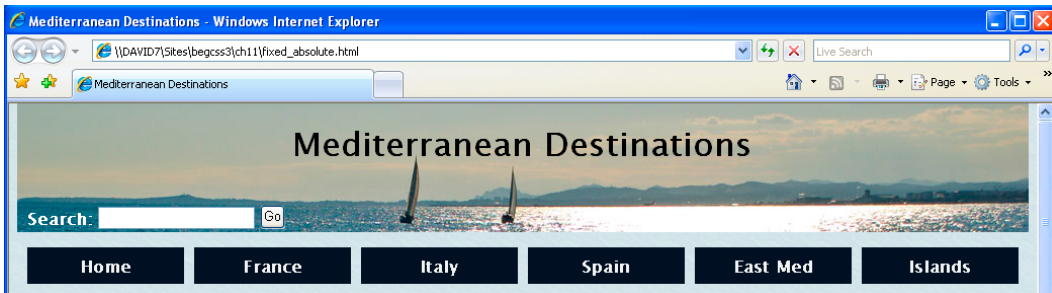 Mediterranean Destinations - Windows Internet Explorer
\\DAVID7\Sites\begcss3\ch11\fixed_absolute.html
Live Search
Mediterranean Destinations
Page
Tools
»
Mediterranean Destinations
Search:
Go
Home France Italy Spain East Med Islands